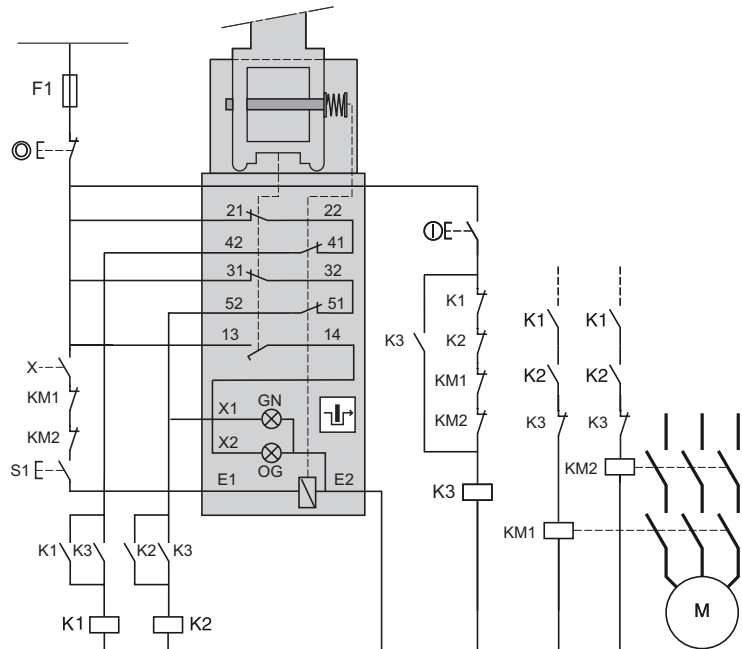 F1
21 22
42 41
31 32
52 51
13 14
X1 GN
X2
OG
E1 E2
X
KM1
KM2
S1
K1 K3 K2 K3
K1 K2
K1
K3 K2
KM1
KM2
K3
K1 K1
K2 K2
K3 K3
KM2
KM1
M